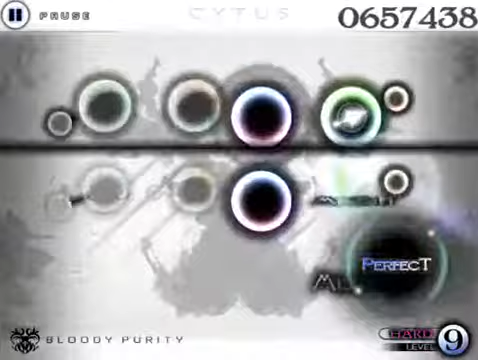 PAUSE
CYTUS
0657438
PERFECT
BLOODY PURITY
HARD
LEVEL 9